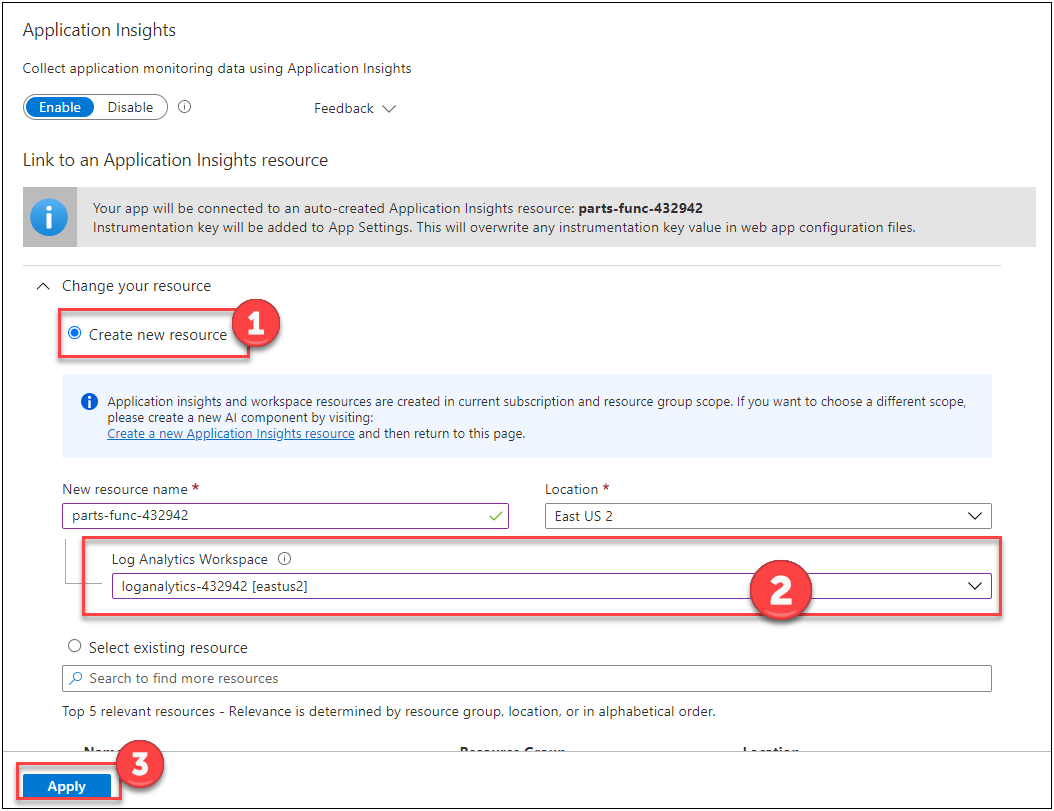 Application Insights
Collect application monitoring data using Application Insights
Enable Disable Feedback
Link to an Application Insights resource
Your app will be connected to an auto-created Application Insights resource: parts-func-432942
Instrumentation key will be added to App Settings. This will overwrite any instrumentation key value in web app configuration files.
Change your resource
Create new resource 1
Application insights and workspace resources are created in current subscription and resource group scope. If you want to choose a different scope,
please create a new AI component by visiting:
Create a new Application Insights resource and then return to this page.
New resource name * Location *
parts-func-432942 East US 2
Log Analytics Workspace
loganalytics-432942 [eastus2] 2
Select existing resource
Search to find more resources
Top 5 relevant resources - Relevance is determined by resource group, location, or in alphabetical order.
Name Resource Group Location
Apply 3